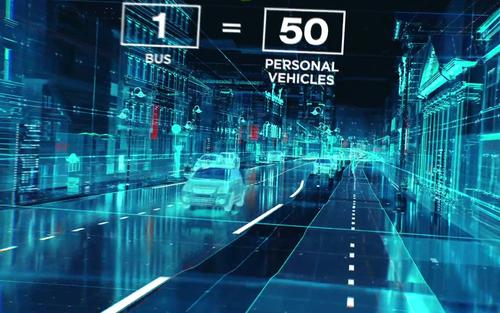 1 = 50
BUS
PERSONAL
VEHICLES